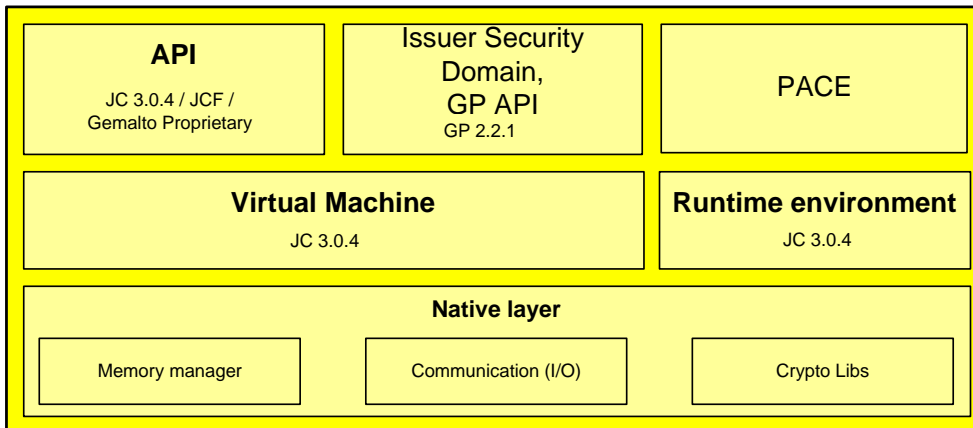 API
JC 3.0.4 / JCF /
Gemalto Proprietary
Issuer Security
Domain,
GP API
GP 2.2.1
PACE
Virtual Machine
JC 3.0.4
Runtime environment
JC 3.0.4
Native layer
Memory manager
Communication (I/O)
Crypto Libs